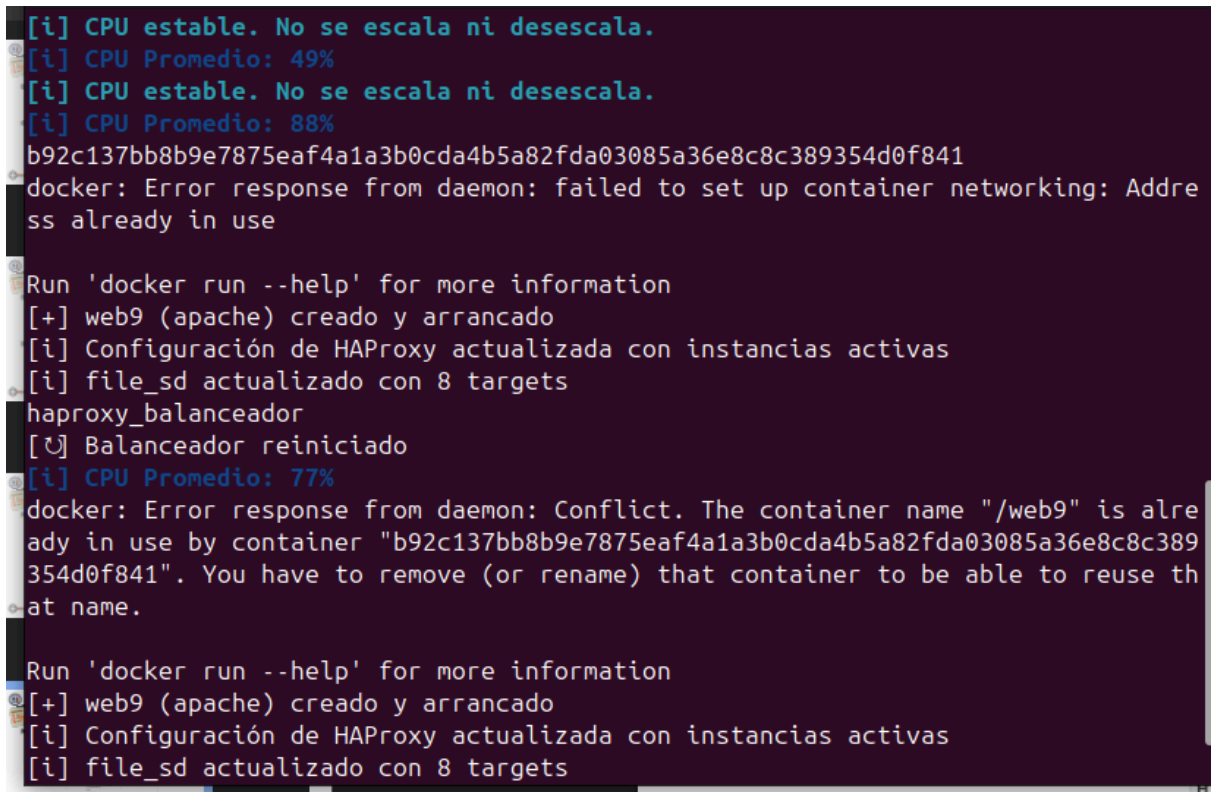 [i] CPU estable. No se escala ni desescala.
[i] CPU Promedio: 49%
[i] CPU estable. No se escala ni desescala.
[i] CPU Promedio: 88%
b92c137bb8b9e7875eaf4a1a3b0cda4b5a82fda03085a36e8c8c389354d0f841
docker: Error response from daemon: failed to set up container networking: Addre
ss already in use
Run 'docker run --help' for more information
[+] web9 (apache) creado y arrancado
[i] Configuración de HAProxy actualizada con instancias activas
[i] file_sd actualizado con 8 targets
haproxy_balanceador
[↻] Balanceador reiniciado
[i] CPU Promedio: 77%
docker: Error response from daemon: Conflict. The container name "/web9" is alre
ady in use by container "b92c137bb8b9e7875eaf4a1a3b0cda4b5a82fda03085a36e8c8c389
354d0f841". You have to remove (or rename) that container to be able to reuse th
at name.
Run 'docker run --help' for more information
[+] web9 (apache) creado y arrancado
[i] Configuración de HAProxy actualizada con instancias activas
[i] file_sd actualizado con 8 targets